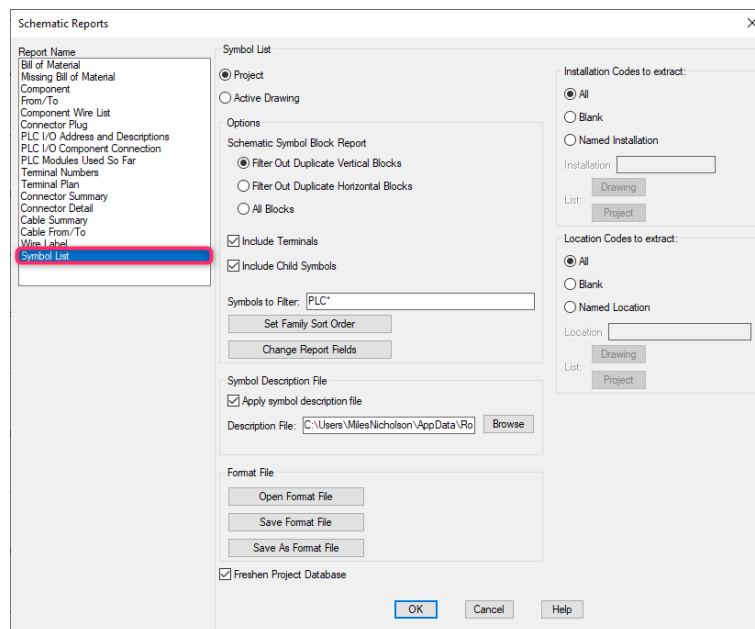 Schematic Reports
Report Name
Bill of Material
Missing Bill of Material
Component
From/To
Component Wire List
Connector Plug
PLC I/O Address and Descriptions
PLC I/O Component Connection
PLC Modules Used So Far
Terminal Numbers
Terminal Plan
Connector Summary
Connector Detail
Cable Summary
Cable From/To
Wire Label
Symbol List
Symbol List
Project
Active Drawing
Options
Schematic Symbol Block Report
Filter Out Duplicate Vertical Blocks
Filter Out Duplicate Horizontal Blocks
All Blocks
Include Terminals
Include Child Symbols
Symbols to Filter: PLC*
Set Family Sort Order
Change Report Fields
Symbol Description File
Apply symbol description file
Description File: C:\Users\MilesNicholson\AppData\Ro Browse
Format File
Open Format File
Save Format File
Save As Format File
Freshen Project Database
Installation Codes to extract:
All
Blank
Named Installation
Installation
List: Drawing
Project
Location Codes to extract:
All
Blank
Named Location
Location
List: Drawing
Project
OK Cancel Help